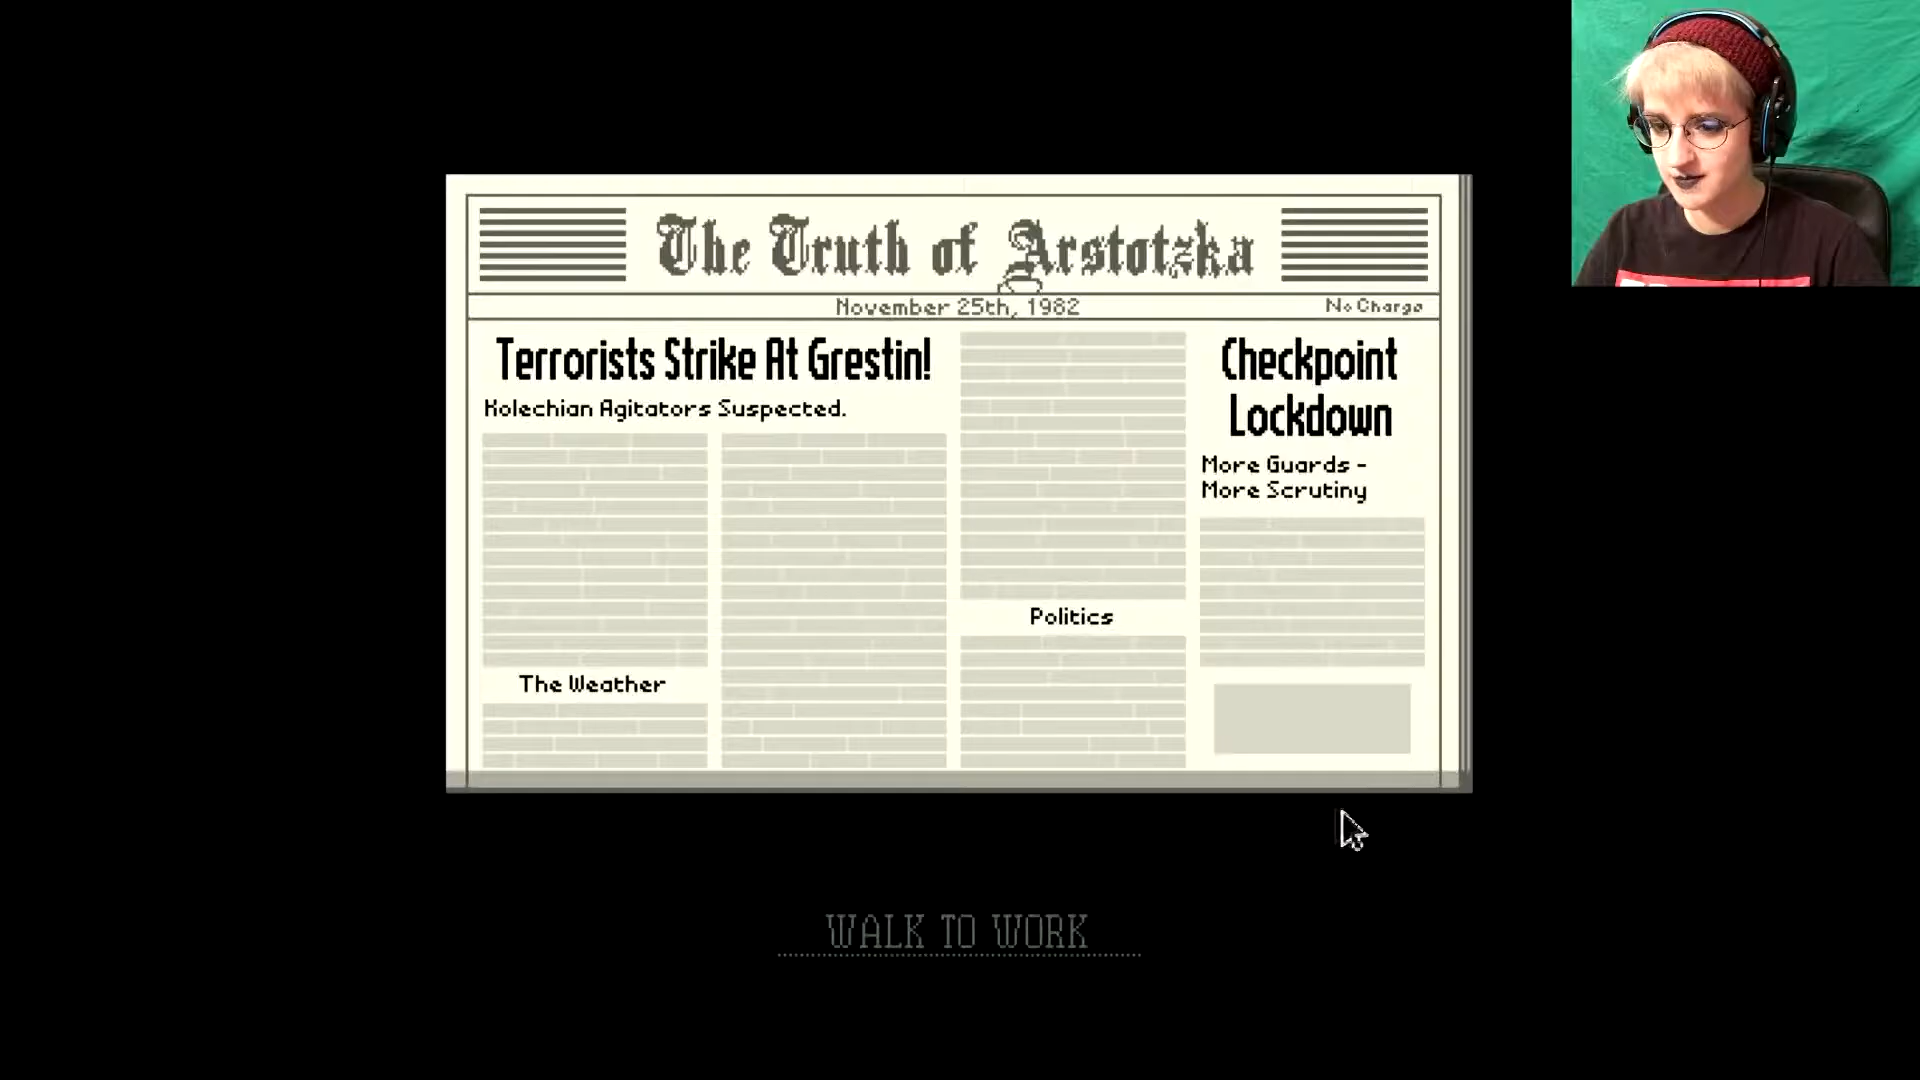 The Truth of Arstotzka
November 25th, 1982
No Charge
Terrorists Strike At Grestin!
Kolechian Agitators Suspected.
The Weather
Politics
Checkpoint
Lockdown
More Guards -
More Scrutiny
WALK TO WORK